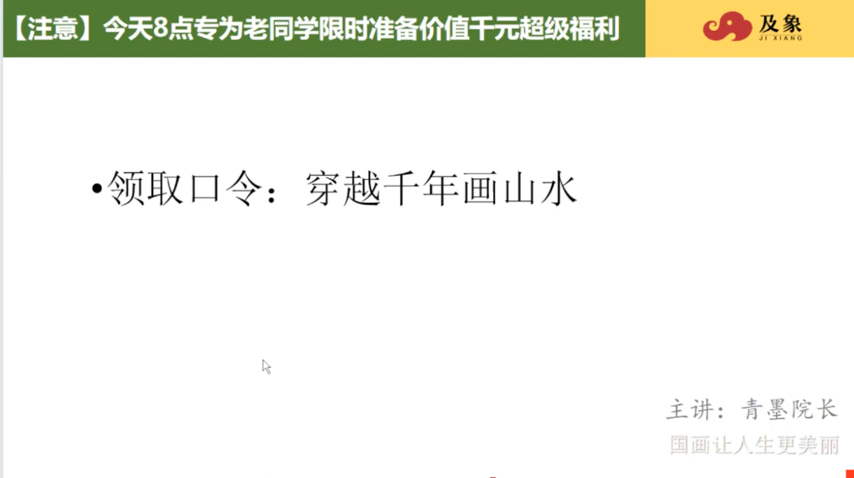 【注意】今天8点专为老同学限时准备价值千元超级福利
及象
JI XIANG
•领取口令：穿越千年画山水
主讲：青墨院长
国画让人生更美丽